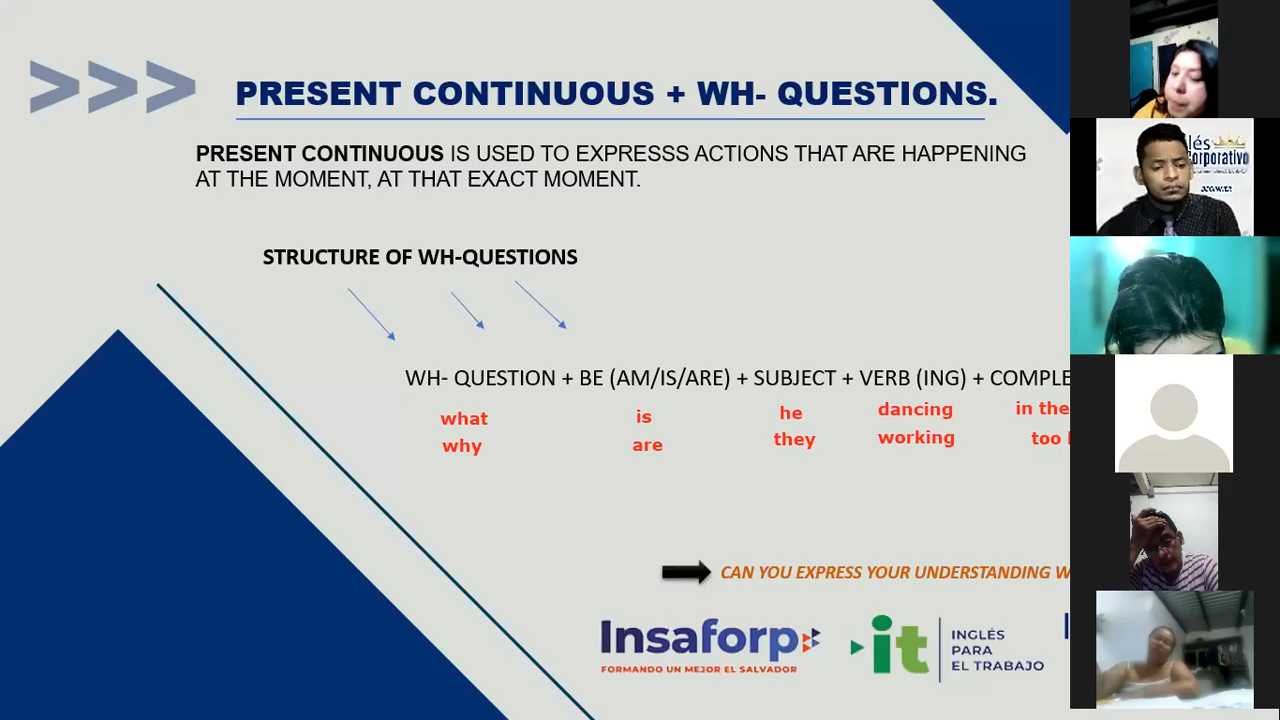 >>> PRESENT CONTINUOUS + WH- QUESTIONS.
PRESENT CONTINUOUS IS USED TO EXPRESSS ACTIONS THAT ARE HAPPENING
AT THE MOMENT, AT THAT EXACT MOMENT.
STRUCTURE OF WH-QUESTIONS
WH- QUESTION + BE (AM/IS/ARE) + SUBJECT + VERB (ING) + COMPLE
what is he dancing in the
why are they working too
CAN YOU EXPRESS YOUR UNDERSTANDING W
Insaforp
FORMANDO UN MEJOR EL SALVADOR
it
INGLÉS
PARA
EL TRABAJO
lés
orporativo